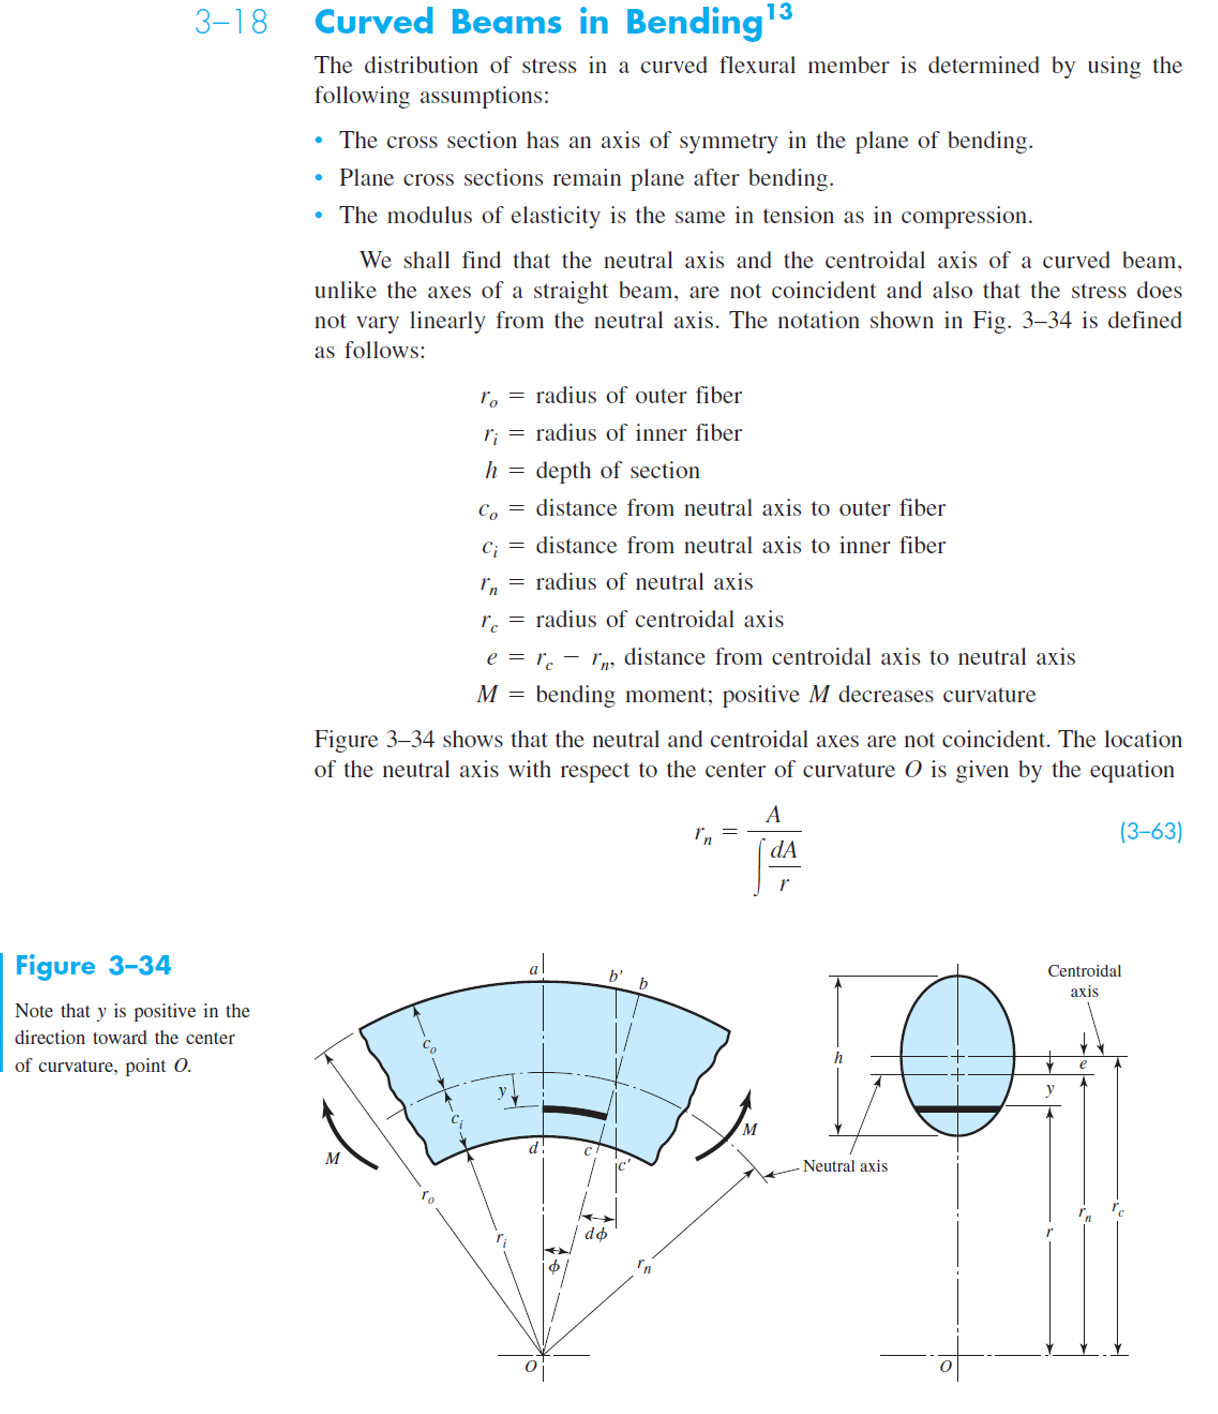 3–18 Curved Beams in Bending¹³
The distribution of stress in a curved flexural member is determined by using the
following assumptions:
• The cross section has an axis of symmetry in the plane of bending.
• Plane cross sections remain plane after bending.
• The modulus of elasticity is the same in tension as in compression.
We shall find that the neutral axis and the centroidal axis of a curved beam,
unlike the axes of a straight beam, are not coincident and also that the stress does
not vary linearly from the neutral axis. The notation shown in Fig. 3–34 is defined
as follows:
rₒ = radius of outer fiber
rᵢ = radius of inner fiber
h = depth of section
cₒ = distance from neutral axis to outer fiber
cᵢ = distance from neutral axis to inner fiber
rₙ = radius of neutral axis
r_c = radius of centroidal axis
e = r_c − rₙ, distance from centroidal axis to neutral axis
M = bending moment; positive M decreases curvature
Figure 3–34 shows that the neutral and centroidal axes are not coincident. The location
of the neutral axis with respect to the center of curvature O is given by the equation
rₙ = A / ∫ dA/r (3–63)
Figure 3–34
Note that y is positive in the
direction toward the center
of curvature, point O.
a
b'
b
cₒ
y
cᵢ
d
c
c'
M
M
rₒ
rᵢ
dϕ
ϕ
rₙ
O
Centroidal
axis
h
e
y
Neutral axis
r
rₙ
r_c
O